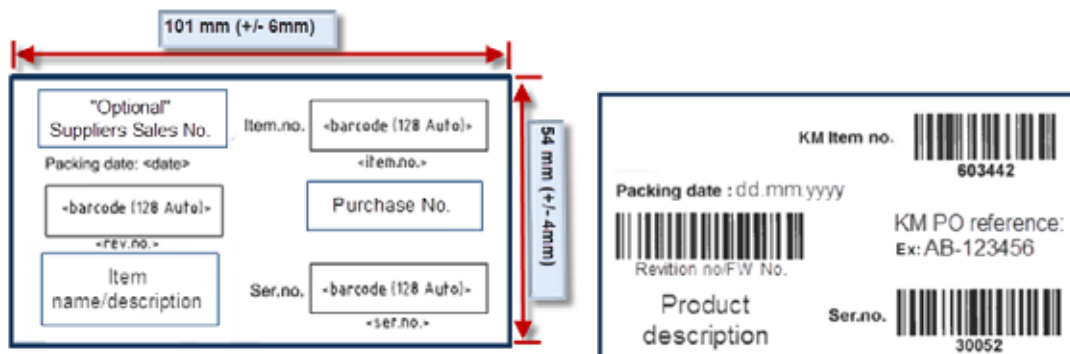 101 mm (+/- 6mm)
"Optional"
Suppliers Sales No.
Item.no.
<barcode (128 Auto)>
<item.no.>
Packing date: <date>
<barcode (128 Auto)>
<rev.no.>
Purchase No.
Item
name/description
Ser.no.
<barcode (128 Auto)>
<ser.no.>
54 mm (+/-4mm)
KM Item no.
603442
Packing date : dd.mm.yyyy
Revition no/FW No.
KM PO reference:
Ex: AB-123456
Product
description
Ser.no.
30052